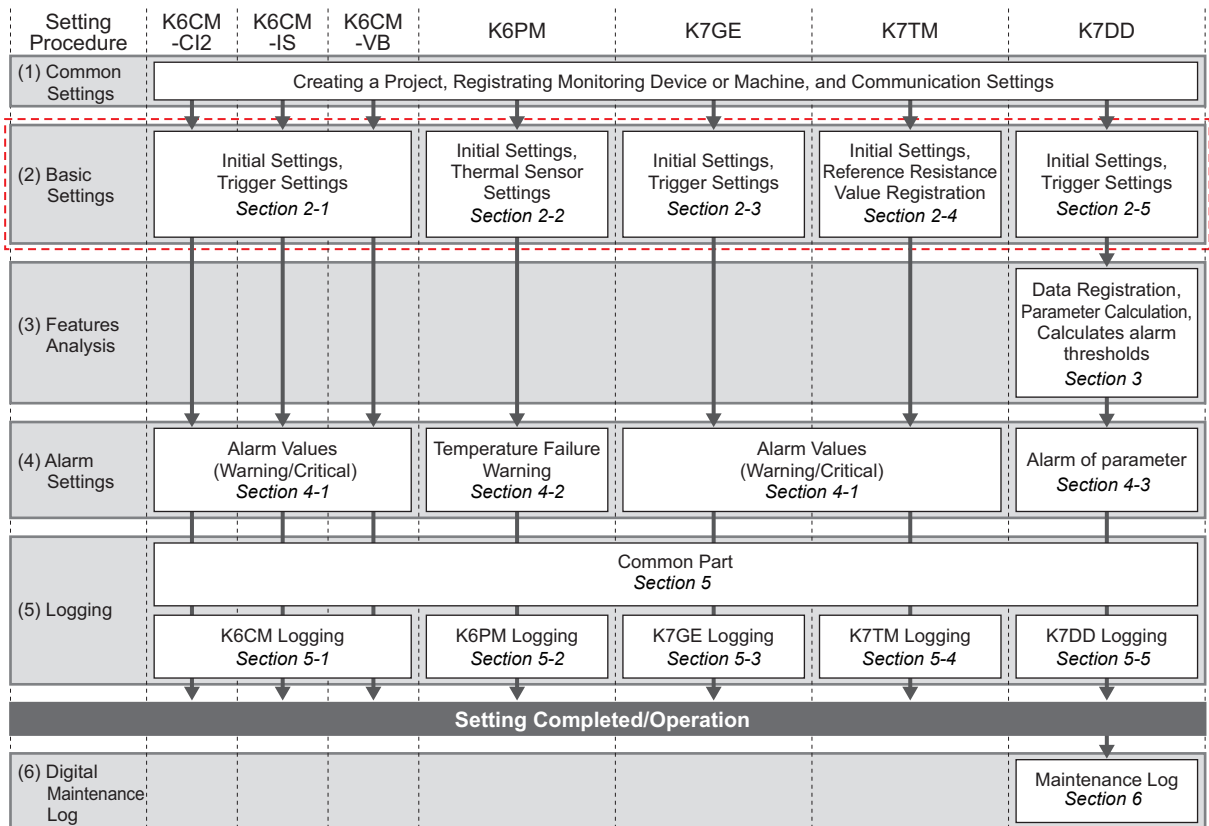 Setting
Procedure
K6CM
-CI2
K6CM
-IS
K6CM
-VB
K6PM
K7GE
K7TM
K7DD
(1) Common
Settings
Creating a Project, Registrating Monitoring Device or Machine, and Communication Settings
(2) Basic
Settings
Initial Settings,
Trigger Settings
Section 2-1
Initial Settings,
Thermal Sensor
Settings
Section 2-2
Initial Settings,
Trigger Settings
Section 2-3
Initial Settings,
Reference Resistance
Value Registration
Section 2-4
Initial Settings,
Trigger Settings
Section 2-5
(3) Features
Analysis
Data Registration,
Parameter Calculation,
Calculates alarm
thresholds
Section 3
(4) Alarm
Settings
Alarm Values
(Warning/Critical)
Section 4-1
Temperature Failure
Warning
Section 4-2
Alarm Values
(Warning/Critical)
Section 4-1
Alarm of parameter
Section 4-3
(5) Logging
Common Part
Section 5
K6CM Logging
Section 5-1
K6PM Logging
Section 5-2
K7GE Logging
Section 5-3
K7TM Logging
Section 5-4
K7DD Logging
Section 5-5
Setting Completed/Operation
(6) Digital
Maintenance
Log
Maintenance Log
Section 6